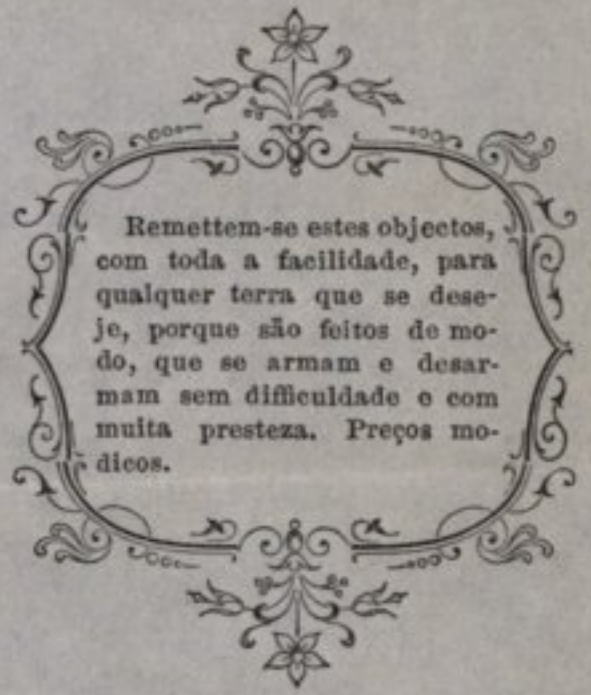 Remettem-se estes objectos,
com toda a facilidade, para
qualquer terra que se dese-
je, porque são feitos de mo-
do, que se armam e desar-
mam sem difficuldade e com
muita presteza. Preços mo-
dicos.